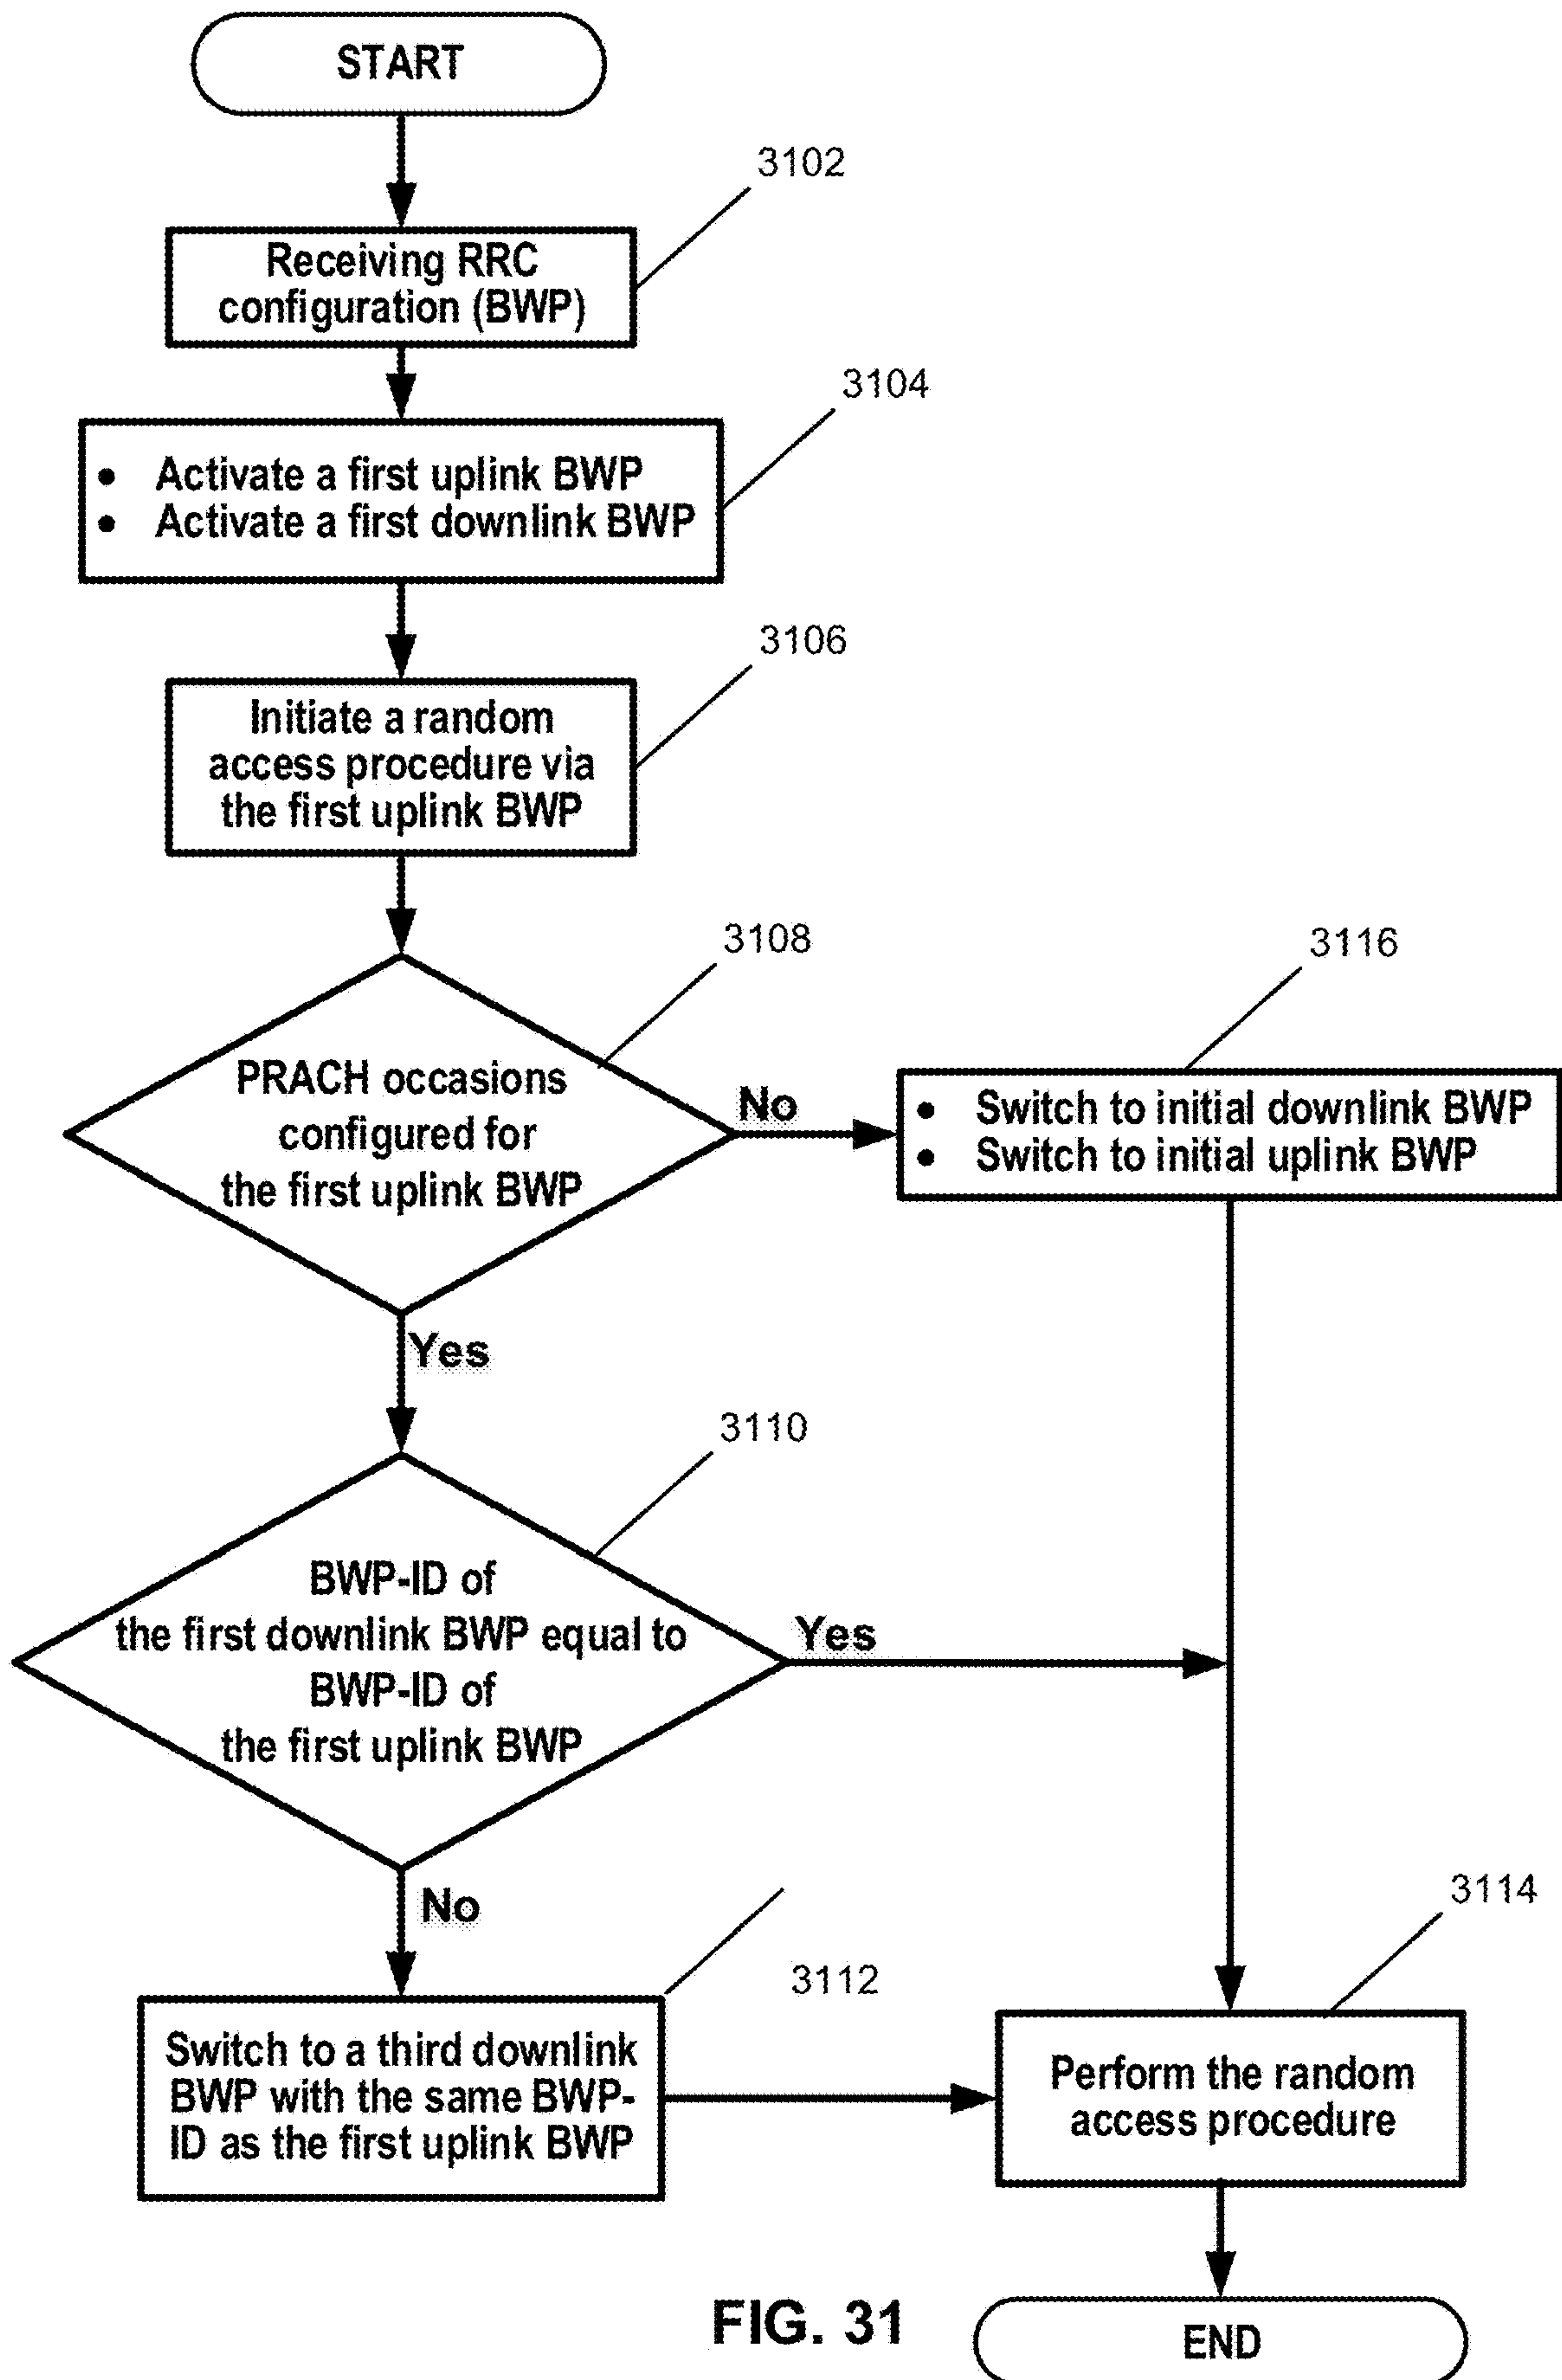 START
3102
Receiving RRC
configuration (BWP)
3104
• Activate a first uplink BWP
• Activate a first downlink BWP
3106
Initiate a random
access procedure via
the first uplink BWP
3108
3116
PRACH occasions
configured for
the first uplink BWP
No
• Switch to initial downlink BWP
• Switch to initial uplink BWP
Yes
3110
BWP-ID of
the first downlink BWP equal to
BWP-ID of
the first uplink BWP
Yes
No
3112
3114
Switch to a third downlink
BWP with the same BWP-
ID as the first uplink BWP
Perform the random
access procedure
FIG. 31
END